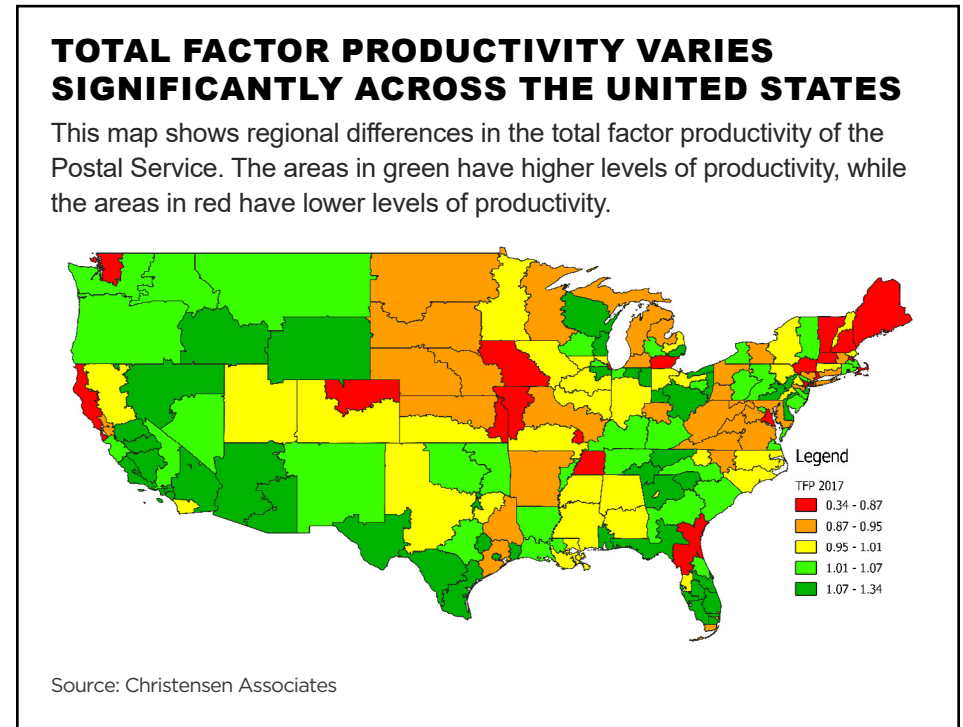 TOTAL FACTOR PRODUCTIVITY VARIES
SIGNIFICANTLY ACROSS THE UNITED STATES
This map shows regional differences in the total factor productivity of the
Postal Service. The areas in green have higher levels of productivity, while
the areas in red have lower levels of productivity.
Legend
TFP 2017
0.34 - 0.87
0.87 - 0.95
0.95 - 1.01
1.01 - 1.07
1.07 - 1.34
Source: Christensen Associates